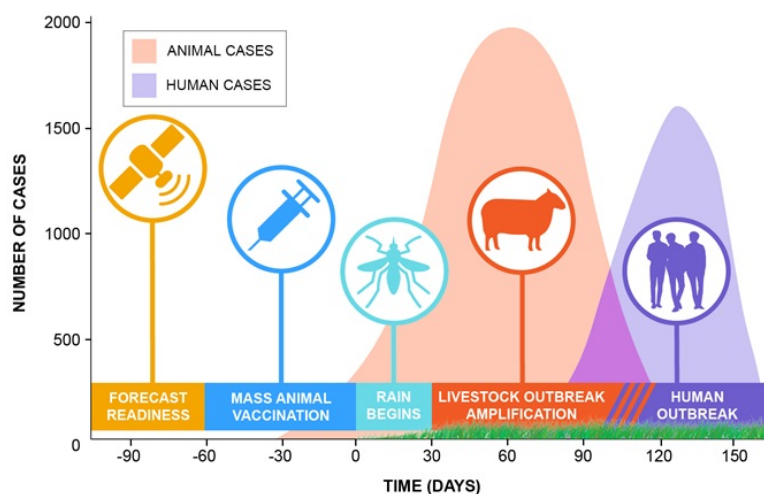 2000
ANIMAL CASES
HUMAN CASES
1500
1000
500
0
NUMBER OF CASES
FORECAST
READINESS
MASS ANIMAL
VACCINATION
RAIN
BEGINS
LIVESTOCK OUTBREAK
AMPLIFICATION
HUMAN
OUTBREAK
-90 -60 -30 0 30 60 90 120 150
TIME (DAYS)